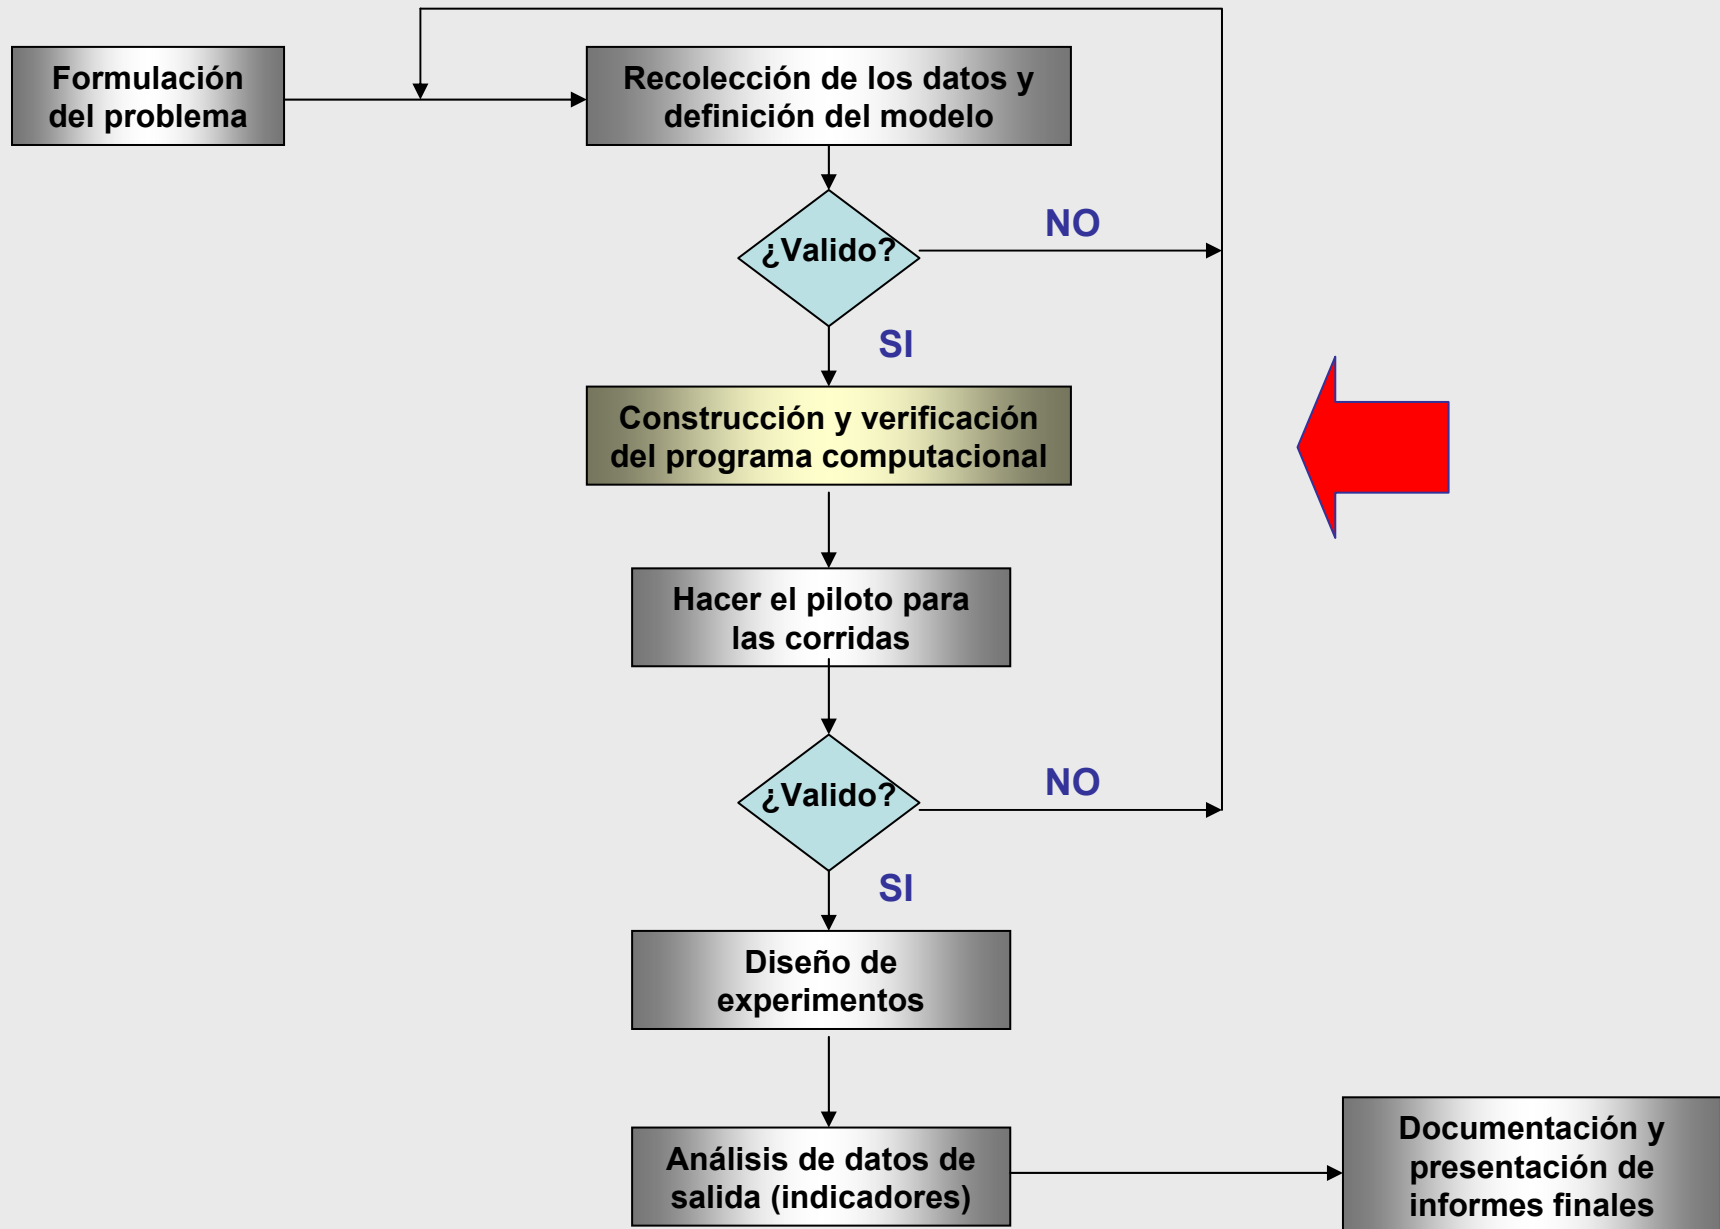 Formulación
del problema
Recolección de los datos y
definición del modelo
¿Valido?
NO
SI
Construcción y verificación
del programa computacional
Hacer el piloto para
las corridas
¿Valido?
NO
SI
Diseño de
experimentos
Análisis de datos de
salida (indicadores)
Documentación y
presentación de
informes finales